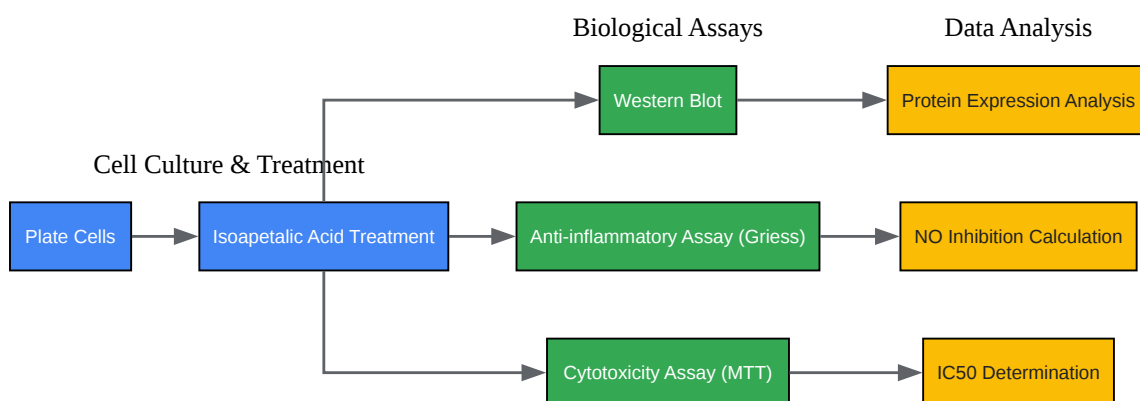 Biological Assays
Data Analysis
Western Blot
Protein Expression Analysis
Cell Culture & Treatment
Plate Cells
Isoapetalic Acid Treatment
Anti-inflammatory Assay (Griess)
NO Inhibition Calculation
Cytotoxicity Assay (MTT)
IC50 Determination